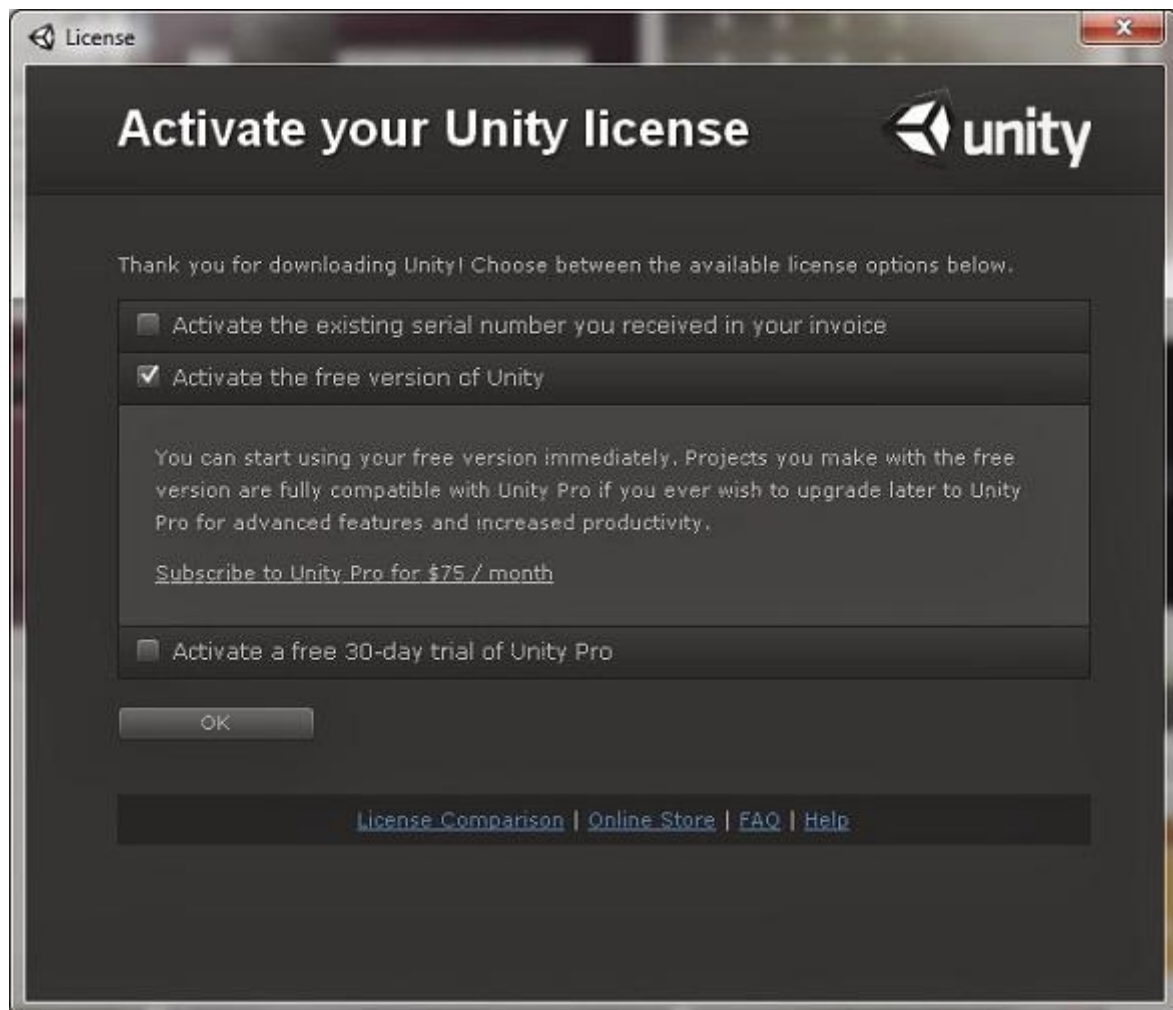 License
Activate your Unity license
unity
Thank you for downloading Unity! Choose between the available license options below.
Activate the existing serial number you received in your invoice
Activate the free version of Unity
You can start using your free version immediately. Projects you make with the free
version are fully compatible with Unity Pro if you ever wish to upgrade later to Unity
Pro for advanced features and increased productivity.
Subscribe to Unity Pro for $75 / month
Activate a free 30-day trial of Unity Pro
OK
License Comparison | Online Store | FAQ | Help